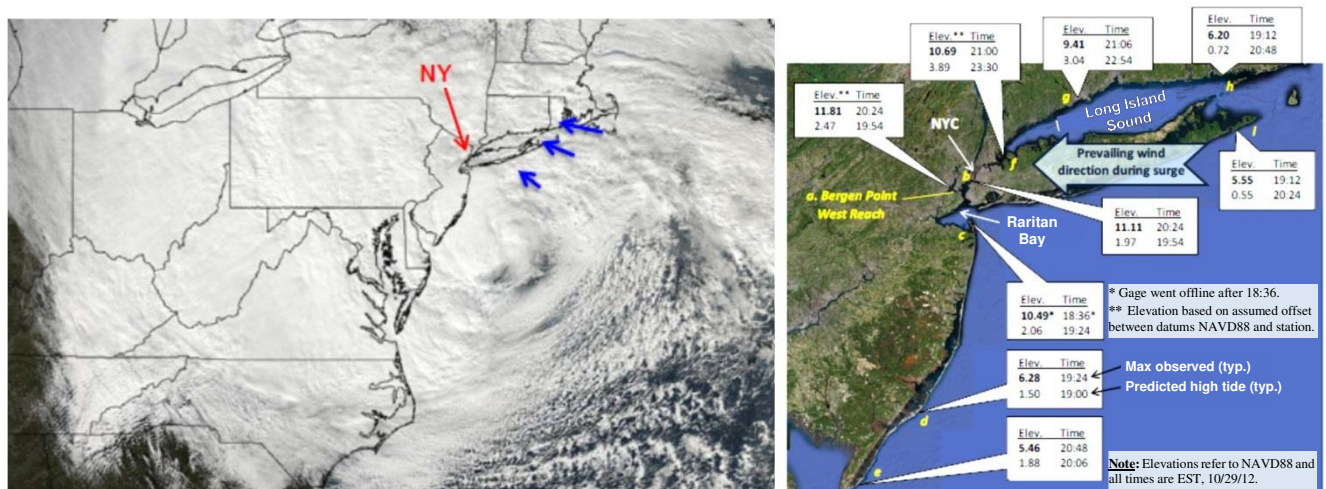 NY
Elev.** Time
10.69 21:00
3.89 23:30
Elev. Time
9.41 21:06
3.04 22:54
Elev. Time
6.20 19:12
0.72 20:48
Elev.** Time
11.81 20:24
2.47 19:54
NYC
g
h
Long Island
Sound
i
i
f
b
Prevailing wind
direction during surge
a. Bergen Point
West Reach
Elev. Time
5.55 19:12
0.55 20:24
Raritan
Bay
c
Elev. Time
11.11 20:24
1.97 19:54
Elev. Time
10.49* 18:36*
2.06 19:24
* Gage went offline after 18:36.
** Elevation based on assumed offset
between datums NAVD88 and station.
Elev. Time
6.28 19:24
1.50 19:00
Max observed (typ.)
Predicted high tide (typ.)
d
Elev. Time
5.46 20:48
1.88 20:06
e
Note: Elevations refer to NAVD88 and
all times are EST, 10/29/12.